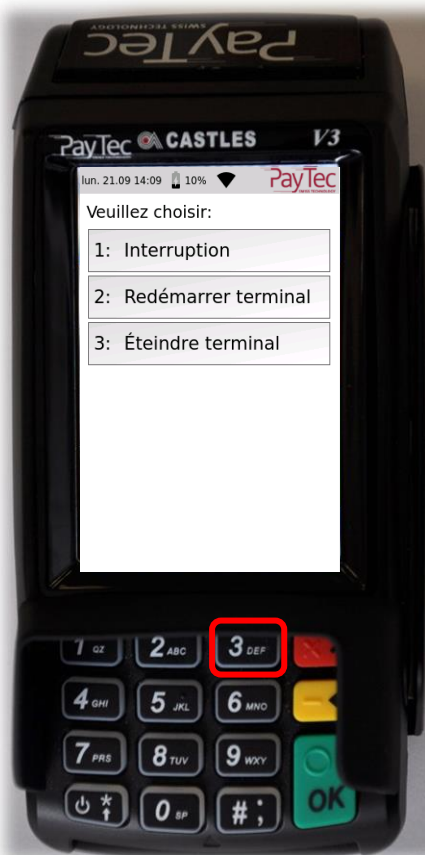 PayTec
SWISS TECHNOLOGY
PayTec CASTLES V3
lun. 21.09 14:09 10% PayTec
Veuillez choisir:
1: Interruption
2: Redémarrer terminal
3: Éteindre terminal
1 QZ 2 ABC 3 DEF
4 GHI 5 JKL 6 MNO
7 PRS 8 TUV 9 WXY
* 0 SP # ; OK